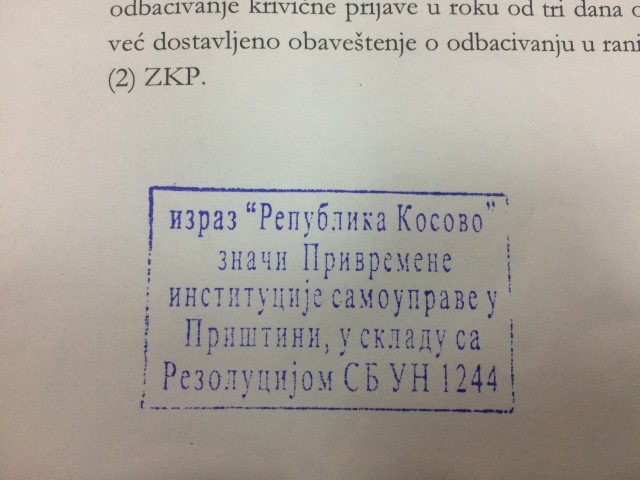 odbacivanje krivične prijave u roku od tri dana
već dostavljeno obaveštenje o odbacivanju u
(2) ZKP.
израз “Република Косово”
значи Привремене
институције самоуправе у
Приштини, у складу са
Резолуцијом СБ УН 1244